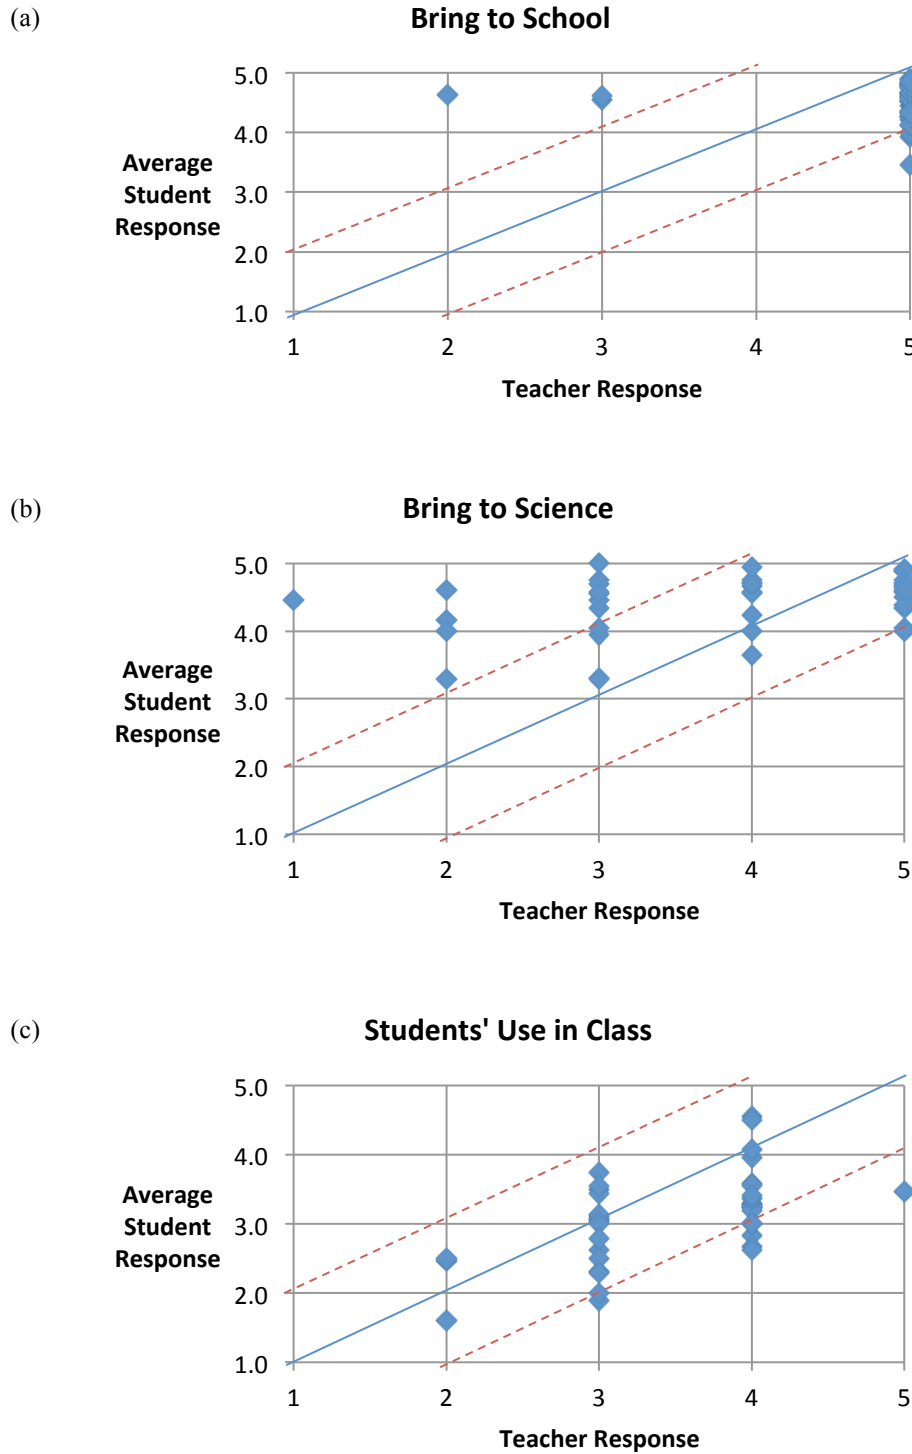 (a)
Bring to School
5.0
4.0
3.0
2.0
1.0
Average
Student
Response
1 2 3 4 5
Teacher Response
(b)
Bring to Science
5.0
4.0
3.0
2.0
1.0
Average
Student
Response
1 2 3 4 5
Teacher Response
(c)
Students' Use in Class
5.0
4.0
3.0
2.0
1.0
Average
Student
Response
1 2 3 4 5
Teacher Response